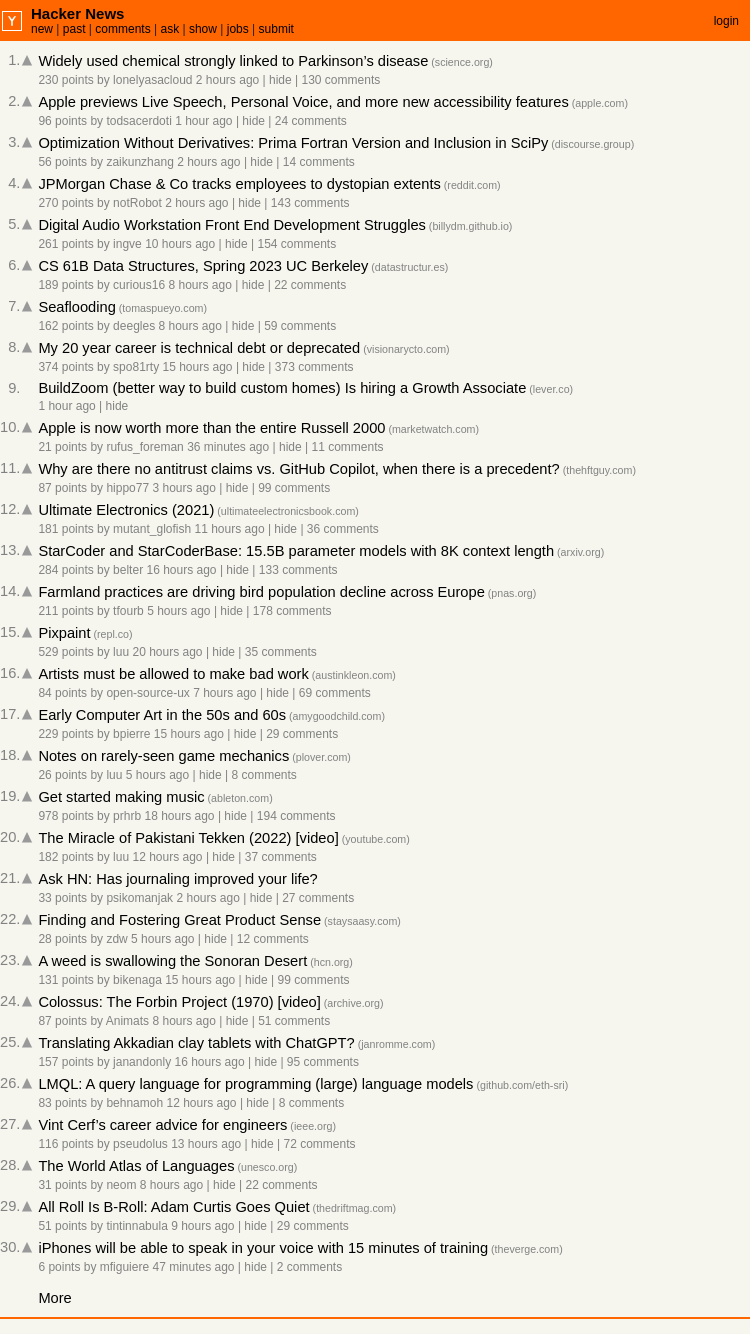 Y
Hacker News
new | past | comments | ask | show | jobs | submit
login
1. Widely used chemical strongly linked to Parkinson’s disease (science.org)
230 points by lonelyasacloud 2 hours ago | hide | 130 comments
2. Apple previews Live Speech, Personal Voice, and more new accessibility features (apple.com)
96 points by todsacerdoti 1 hour ago | hide | 24 comments
3. Optimization Without Derivatives: Prima Fortran Version and Inclusion in SciPy (discourse.group)
56 points by zaikunzhang 2 hours ago | hide | 14 comments
4. JPMorgan Chase & Co tracks employees to dystopian extents (reddit.com)
270 points by notRobot 2 hours ago | hide | 143 comments
5. Digital Audio Workstation Front End Development Struggles (billydm.github.io)
261 points by ingve 10 hours ago | hide | 154 comments
6. CS 61B Data Structures, Spring 2023 UC Berkeley (datastructur.es)
189 points by curious16 8 hours ago | hide | 22 comments
7. Seaflooding (tomaspueyo.com)
162 points by deegles 8 hours ago | hide | 59 comments
8. My 20 year career is technical debt or deprecated (visionarycto.com)
374 points by spo81rty 15 hours ago | hide | 373 comments
9. BuildZoom (better way to build custom homes) Is hiring a Growth Associate (lever.co)
1 hour ago | hide
10. Apple is now worth more than the entire Russell 2000 (marketwatch.com)
21 points by rufus_foreman 36 minutes ago | hide | 11 comments
11. Why are there no antitrust claims vs. GitHub Copilot, when there is a precedent? (thehftguy.com)
87 points by hippo77 3 hours ago | hide | 99 comments
12. Ultimate Electronics (2021) (ultimateelectronicsbook.com)
181 points by mutant_glofish 11 hours ago | hide | 36 comments
13. StarCoder and StarCoderBase: 15.5B parameter models with 8K context length (arxiv.org)
284 points by belter 16 hours ago | hide | 133 comments
14. Farmland practices are driving bird population decline across Europe (pnas.org)
211 points by tfourb 5 hours ago | hide | 178 comments
15. Pixpaint (repl.co)
529 points by luu 20 hours ago | hide | 35 comments
16. Artists must be allowed to make bad work (austinkleon.com)
84 points by open-source-ux 7 hours ago | hide | 69 comments
17. Early Computer Art in the 50s and 60s (amygoodchild.com)
229 points by bpierre 15 hours ago | hide | 29 comments
18. Notes on rarely-seen game mechanics (plover.com)
26 points by luu 5 hours ago | hide | 8 comments
19. Get started making music (ableton.com)
978 points by prhrb 18 hours ago | hide | 194 comments
20. The Miracle of Pakistani Tekken (2022) [video] (youtube.com)
182 points by luu 12 hours ago | hide | 37 comments
21. Ask HN: Has journaling improved your life?
33 points by psikomanjak 2 hours ago | hide | 27 comments
22. Finding and Fostering Great Product Sense (staysaasy.com)
28 points by zdw 5 hours ago | hide | 12 comments
23. A weed is swallowing the Sonoran Desert (hcn.org)
131 points by bikenaga 15 hours ago | hide | 99 comments
24. Colossus: The Forbin Project (1970) [video] (archive.org)
87 points by Animats 8 hours ago | hide | 51 comments
25. Translating Akkadian clay tablets with ChatGPT? (janromme.com)
157 points by janandonly 16 hours ago | hide | 95 comments
26. LMQL: A query language for programming (large) language models (github.com/eth-sri)
83 points by behnamoh 12 hours ago | hide | 8 comments
27. Vint Cerf’s career advice for engineers (ieee.org)
116 points by pseudolus 13 hours ago | hide | 72 comments
28. The World Atlas of Languages (unesco.org)
31 points by neom 8 hours ago | hide | 22 comments
29. All Roll Is B-Roll: Adam Curtis Goes Quiet (thedriftmag.com)
51 points by tintinnabula 9 hours ago | hide | 29 comments
30. iPhones will be able to speak in your voice with 15 minutes of training (theverge.com)
6 points by mfiguiere 47 minutes ago | hide | 2 comments
More